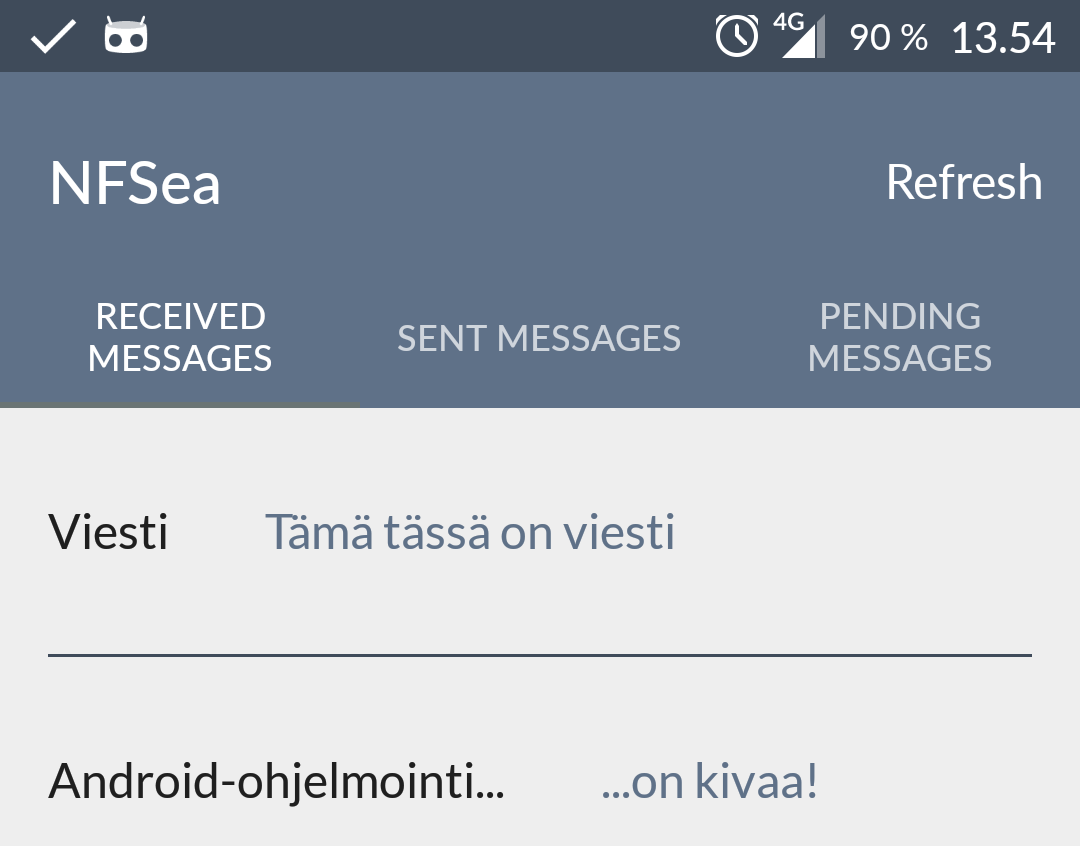 4G 90 % 13.54
NFSea Refresh
RECEIVED
MESSAGES
SENT MESSAGES
PENDING
MESSAGES
Viesti Tämä tässä on viesti
Android-ohjelmointi... ...on kivaa!